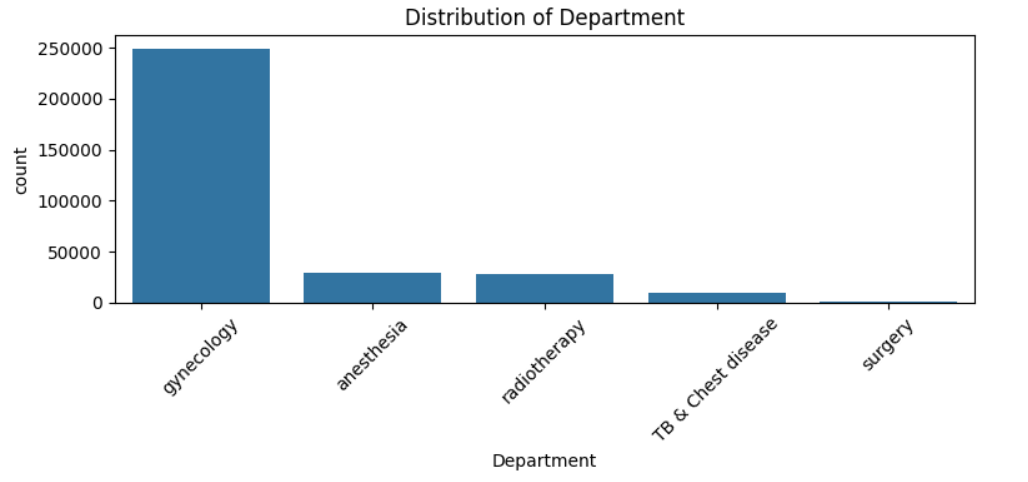 Distribution of Department
250000
200000
150000
100000
50000
0
count
gynecology
anesthesia
radiotherapy
TB & Chest disease
surgery
Department